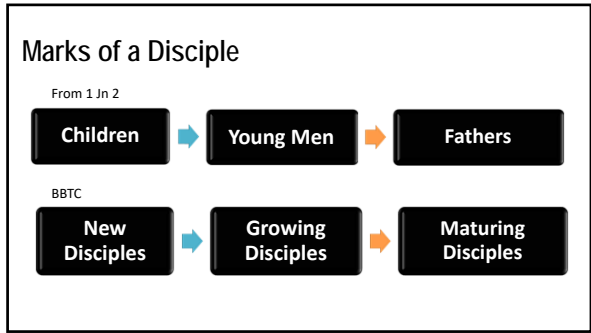 Marks of a Disciple
From 1 Jn 2
Children
Young Men
Fathers
BBTC
New
Disciples
Growing
Disciples
Maturing
Disciples